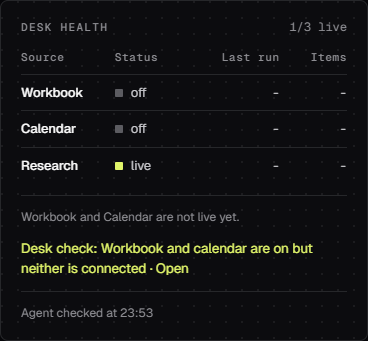 DESK HEALTH 1/3 live
Source Status Last run Items
Workbook off - -
Calendar off - -
Research live - -
Workbook and Calendar are not live yet.
Desk check: Workbook and calendar are on but
neither is connected · Open
Agent checked at 23:53